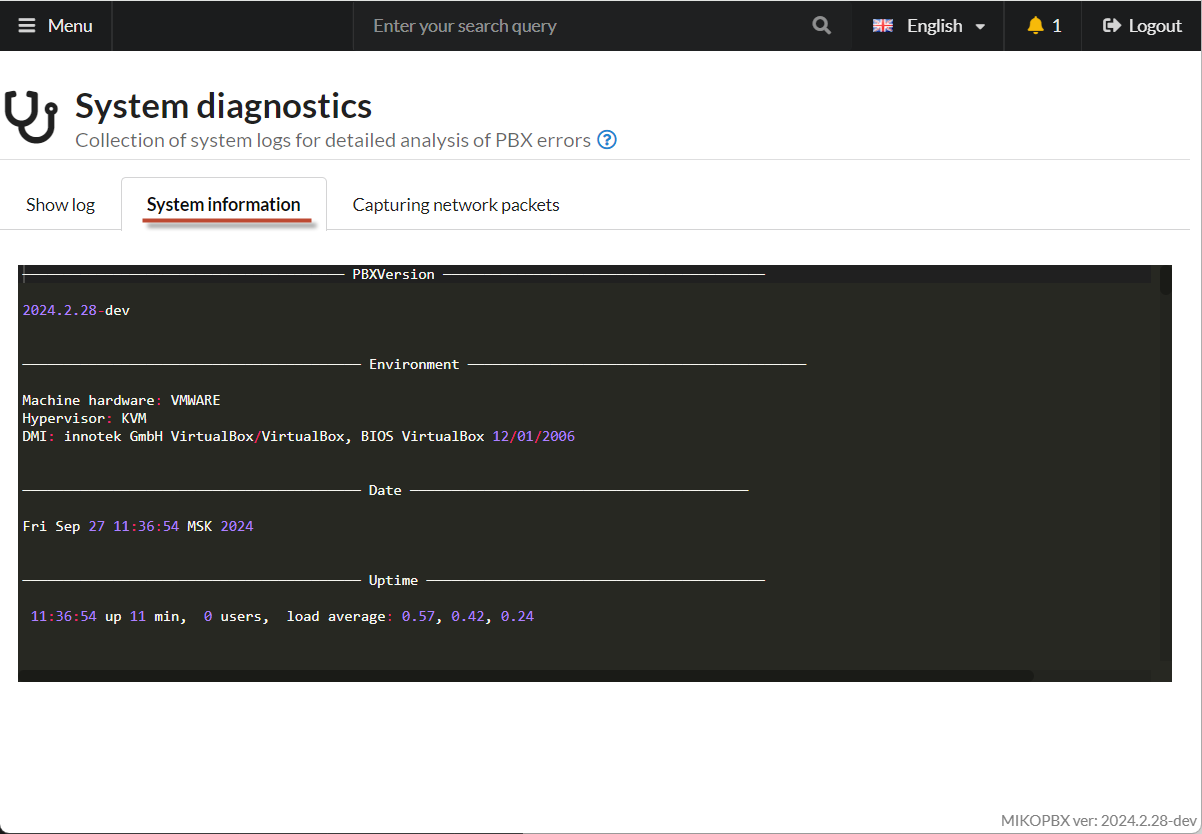 Menu
Enter your search query
English
1
Logout
System diagnostics
Collection of system logs for detailed analysis of PBX errors ?
Show log
System information
Capturing network packets
PBXVersion
2024.2.28-dev
Environment
Machine hardware: VMWARE
Hypervisor: KVM
DMI: innotek GmbH VirtualBox/VirtualBox, BIOS VirtualBox 12/01/2006
Date
Fri Sep 27 11:36:54 MSK 2024
Uptime
11:36:54 up 11 min, 0 users, load average: 0.57, 0.42, 0.24
MIKOPBX ver: 2024.2.28-dev